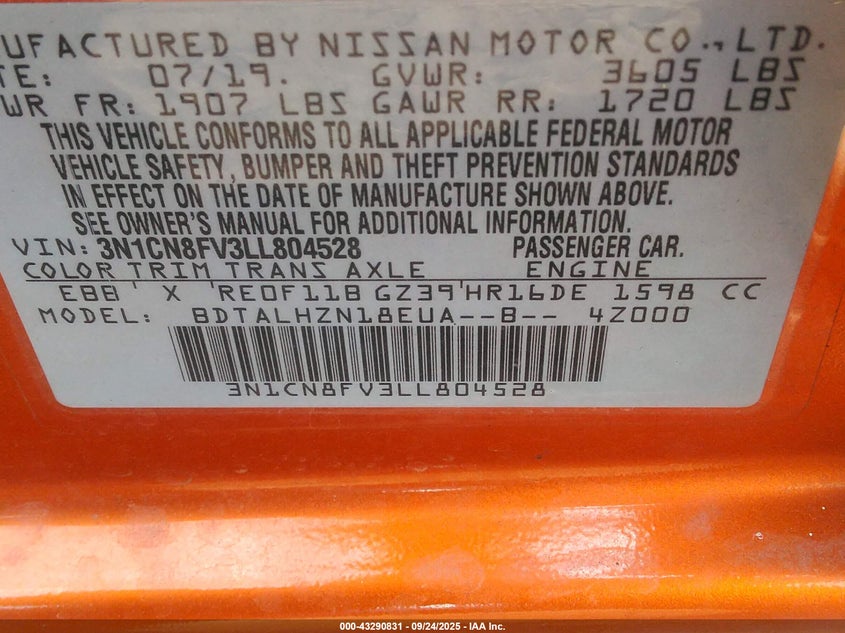 UFACTURED BY NISSAN MOTOR CO., LTD.
TE: 07/19. GVWR: 3605 LBS
WR FR: 1907 LBS GAWR RR: 1720 LBS
THIS VEHICLE CONFORMS TO ALL APPLICABLE FEDERAL MOTOR
VEHICLE SAFETY, BUMPER AND THEFT PREVENTION STANDARDS
IN EFFECT ON THE DATE OF MANUFACTURE SHOWN ABOVE.
SEE OWNER'S MANUAL FOR ADDITIONAL INFORMATION.
VIN: 3N1CN8FV3LL804528 PASSENGER CAR.
COLOR TRIM TRANS AXLE ENGINE
EBB X RE0F11B GZ39 HR16DE 1598 CC
MODEL: BDTALHZN18EUA--B-- 4Z000
3N1CN8FV3LL804528
000-43290831 - 09/24/2025 - IAA Inc.